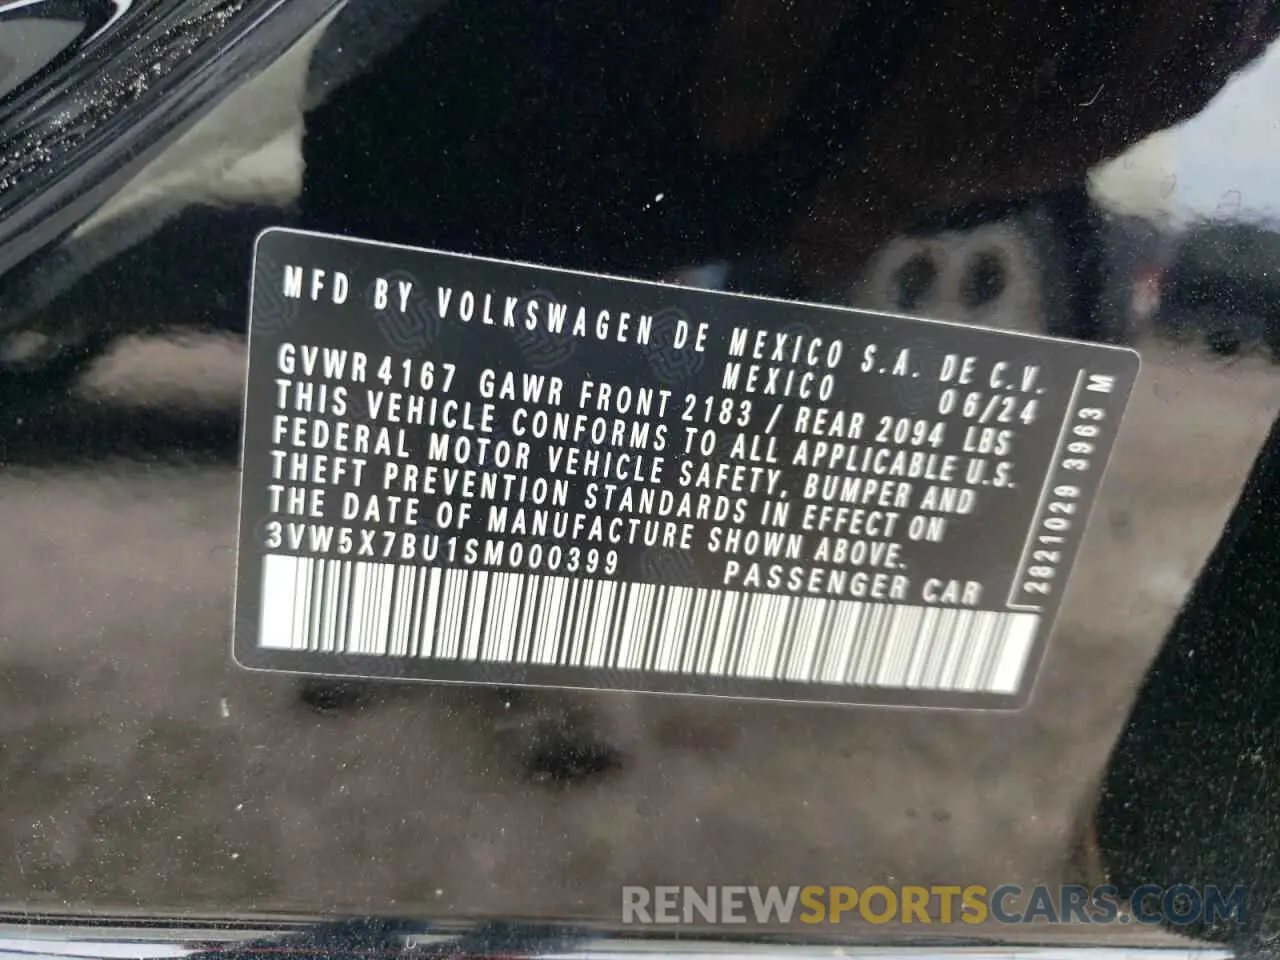 MFD BY VOLKSWAGEN DE MEXICO S.A. DE C.V.
MEXICO 06/24
GVWR 4167 GAWR FRONT 2183 / REAR 2094 LBS
THIS VEHICLE CONFORMS TO ALL APPLICABLE U.S.
FEDERAL MOTOR VEHICLE SAFETY, BUMPER AND
THEFT PREVENTION STANDARDS IN EFFECT ON
THE DATE OF MANUFACTURE SHOWN ABOVE.
3VW5X7BU1SM000399 PASSENGER CAR
2821029 3963 M
RENEWSPORTSCARS.COM